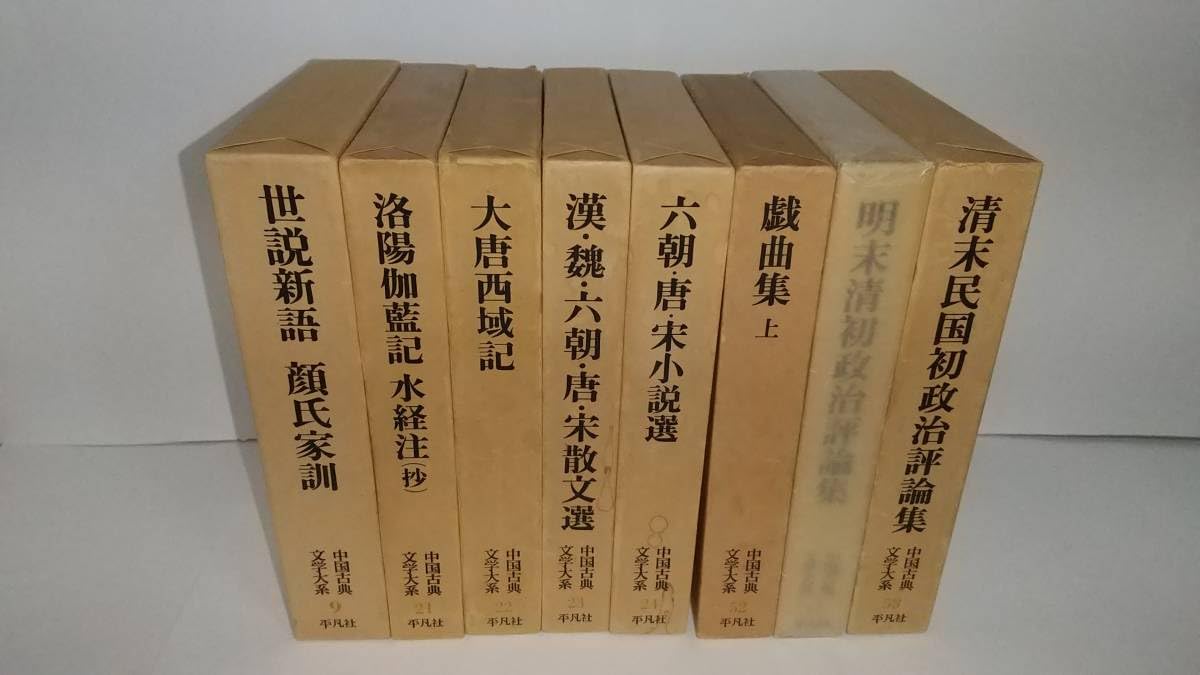 世説新語 顔氏家訓
中国古典
文学大系
9
平凡社
洛陽伽藍記 水経注(抄)
中国古典
文学大系
21
平凡社
大唐西域記
中国古典
文学大系
22
平凡社
漢・魏・六朝・唐・宋散文選
中国古典
文学大系
23
平凡社
六朝・唐・宋小説選
中国古典
文学大系
24
平凡社
戯曲集 上
中国古典
文学大系
52
平凡社
明末清初政治評論集
清末民国初政治評論集
中国古典
文学大系
58
平凡社